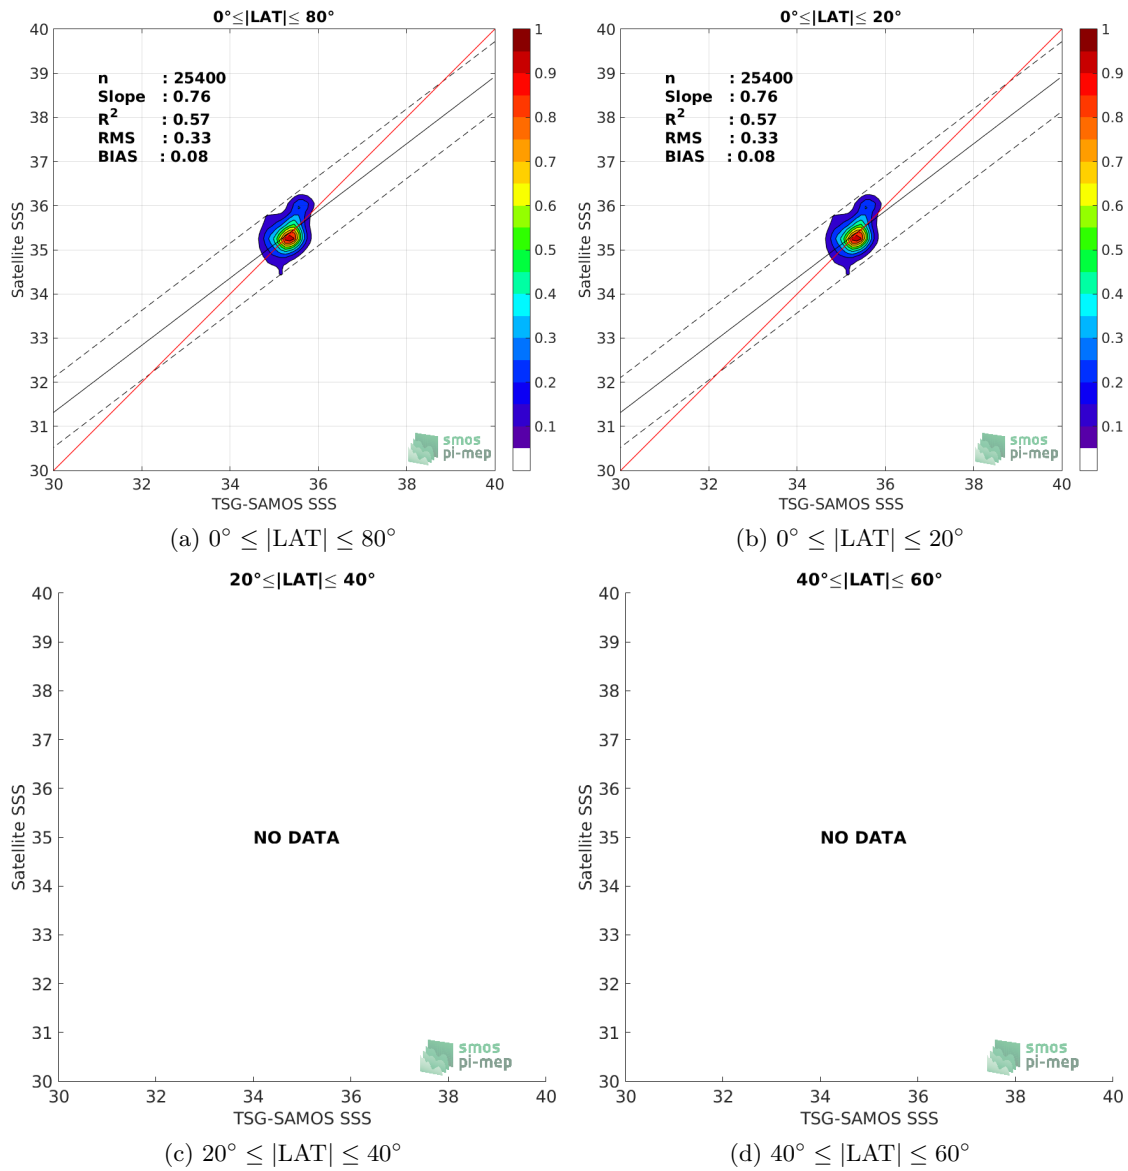 0°≤|LAT|≤ 80°
40
39
38
37
36
35
34
33
32
31
30
Satellite SSS
n : 25400
Slope : 0.76
R2 : 0.57
RMS : 0.33
BIAS : 0.08
smos
pi-mep
30 32 34 36 38 40
TSG-SAMOS SSS
1
0.9
0.8
0.7
0.6
0.5
0.4
0.3
0.2
0.1
(a) 0° ≤ |LAT| ≤ 80°
0°≤|LAT|≤ 20°
40
39
38
37
36
35
34
33
32
31
30
Satellite SSS
n : 25400
Slope : 0.76
R2 : 0.57
RMS : 0.33
BIAS : 0.08
smos
pi-mep
30 32 34 36 38 40
TSG-SAMOS SSS
1
0.9
0.8
0.7
0.6
0.5
0.4
0.3
0.2
0.1
(b) 0° ≤ |LAT| ≤ 20°
20°≤|LAT|≤ 40°
40
39
38
37
36
35
34
33
32
31
30
Satellite SSS
NO DATA
smos
pi-mep
30 32 34 36 38 40
TSG-SAMOS SSS
(c) 20° ≤ |LAT| ≤ 40°
40°≤|LAT|≤ 60°
40
39
38
37
36
35
34
33
32
31
30
Satellite SSS
NO DATA
smos
pi-mep
30 32 34 36 38 40
TSG-SAMOS SSS
(d) 40° ≤ |LAT| ≤ 60°